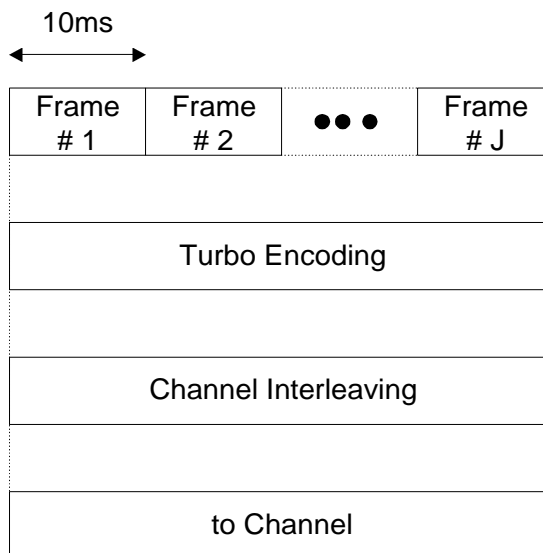 10ms
Frame
# 1
Frame
# 2
Frame
# J
Turbo Encoding
Channel Interleaving
to Channel